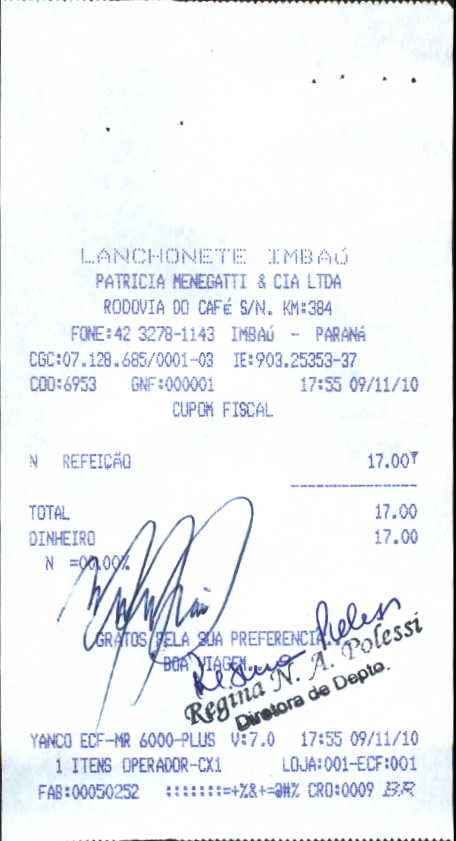 LANCHONETE IMBAÚ
PATRICIA MENEGATTI & CIA LTDA
RODOVIA DO CAFÉ S/N. KM:384
FONE:42 3278-1143 IMBAÚ - PARANÁ
CGC:07.128.685/0001-03 IE:903.25353-37
COO:6953 GNF:000001 17:55 09/11/10
CUPOM FISCAL
N REFEIÇÃO 17.00T
TOTAL 17.00
DINHEIRO 17.00
N =00,00%
GRATOS PELA SUA PREFERENCIA
BOA VIAGEM
Regina N. A. Polessi
Diretora de Depto.
YANCO ECF-MR 6000-PLUS V:7.0 17:55 09/11/10
1 ITENS OPERADOR-CX1 LOJA:001-ECF:001
FAB:00050252 :::::::=+%&+=@#% CRO:0009 BR